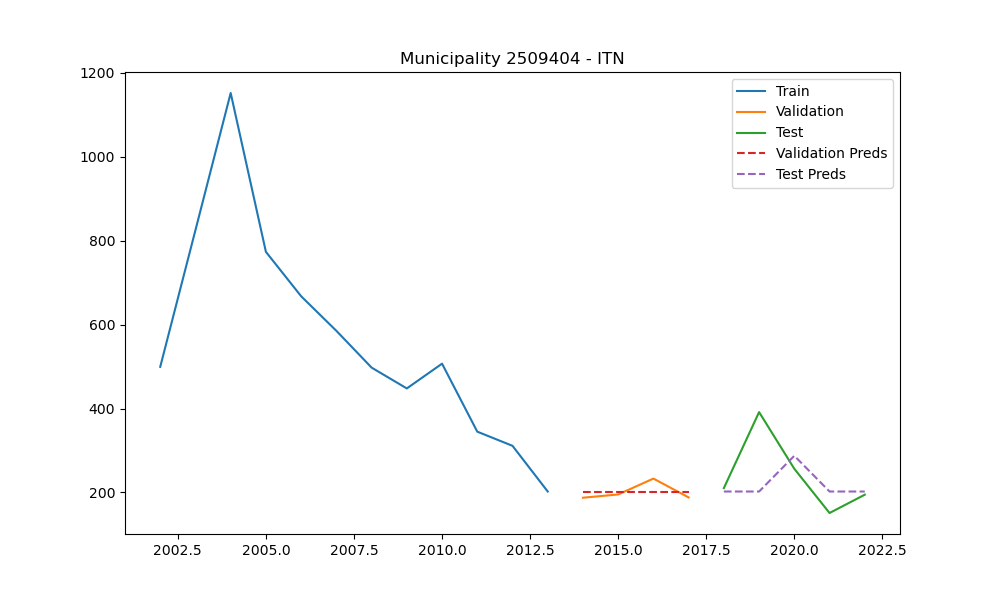 Municipality 2509404 - ITN
1200
1000
800
600
400
200
Train
Validation
Test
Validation Preds
Test Preds
2002.5 2005.0 2007.5 2010.0 2012.5 2015.0 2017.5 2020.0 2022.5